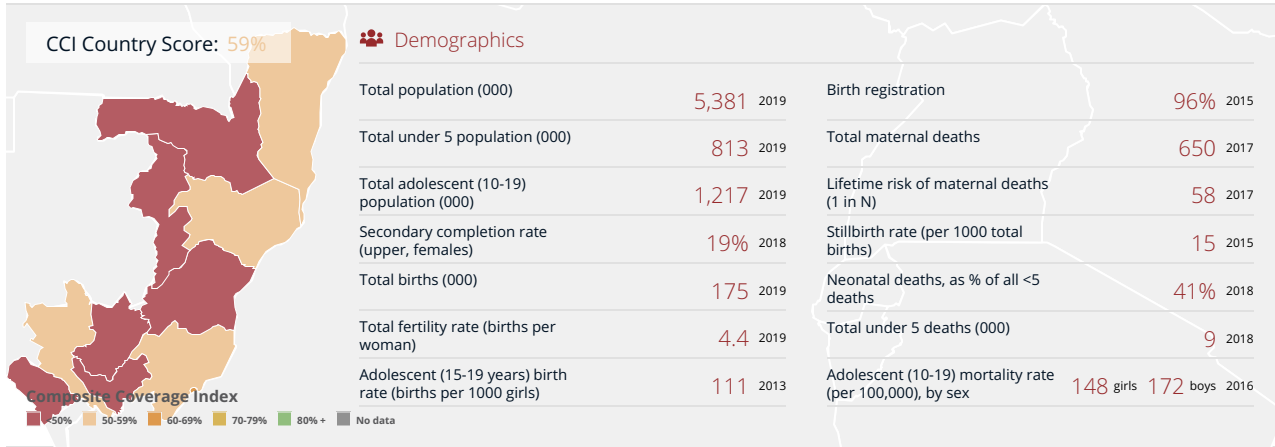 CCI Country Score: 59%
Demographics
Total population (000)
5,381 2019
Total under 5 population (000)
813 2019
Total adolescent (10-19)
population (000)
1,217 2019
Secondary completion rate
(upper, females)
19% 2018
Total births (000)
175 2019
Total fertility rate (births per
woman)
4.4 2019
Adolescent (15-19 years) birth
rate (births per 1000 girls)
111 2013
Birth registration
96% 2015
Total maternal deaths
650 2017
Lifetime risk of maternal deaths
(1 in N)
58 2017
Stillbirth rate (per 1000 total
births)
15 2015
Neonatal deaths, as % of all <5
deaths
41% 2018
Total under 5 deaths (000)
9 2018
Adolescent (10-19) mortality rate
(per 100,000), by sex
148 girls 172 boys 2016
Composite Coverage Index
<50% 50-59% 60-69% 70-79% 80% + No data